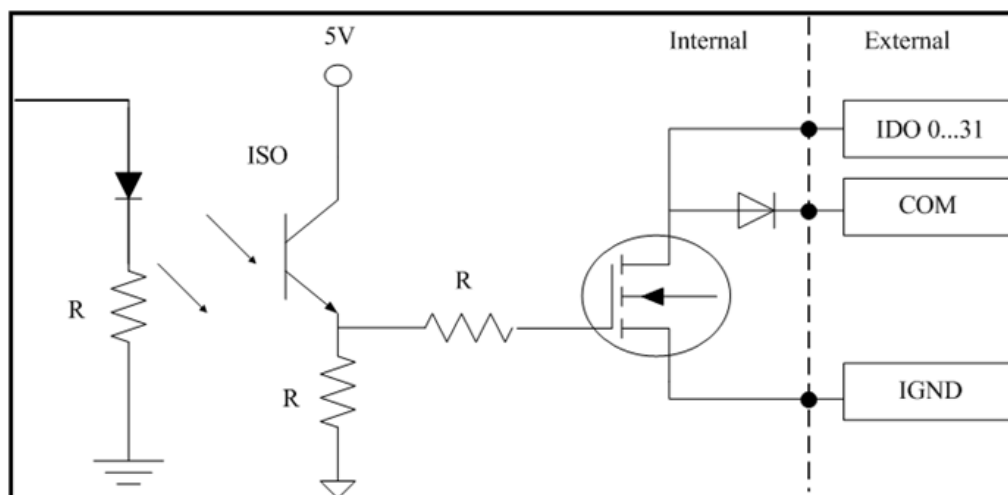 5V
Internal
External
ISO
IDO 0...31
COM
R
R
R
IGND